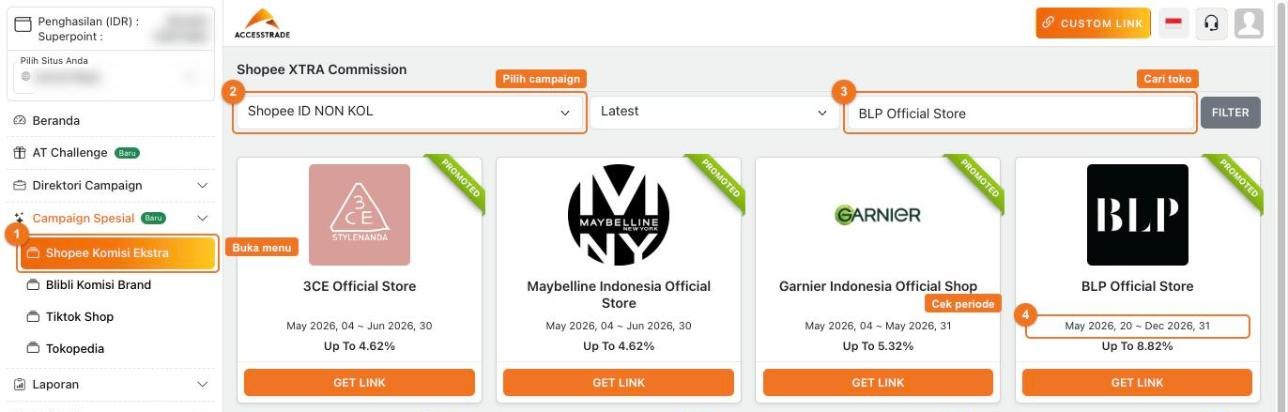 Penghasilan (IDR) :
Superpoint :
Pilih Situs Anda
Beranda
AT Challenge Baru
Direktori Campaign
Campaign Spesial Baru
1
Shopee Komisi Ekstra
Buka menu
Blibli Komisi Brand
Tiktok Shop
Tokopedia
Laporan
ACCESSTRADE
CUSTOM LINK
Shopee XTRA Commission
Pilih campaign
Cari toko
2
Shopee ID NON KOL
Latest
3
BLP Official Store
FILTER
PROMOTED
3
CE
STYLENANDA
3CE Official Store
May 2026, 04 ~ Jun 2026, 30
Up To 4.62%
GET LINK
PROMOTED
M
MAYBELLINE
NEW YORK
NY
Maybelline Indonesia Official
Store
May 2026, 04 ~ Jun 2026, 30
Up To 4.62%
GET LINK
PROMOTED
GARNIER
Garnier Indonesia Official Shop
Cek periode
May 2026, 04 ~ May 2026, 31
Up To 5.32%
GET LINK
PROMOTED
BLP
BLP Official Store
4
May 2026, 20 ~ Dec 2026, 31
Up To 8.82%
GET LINK